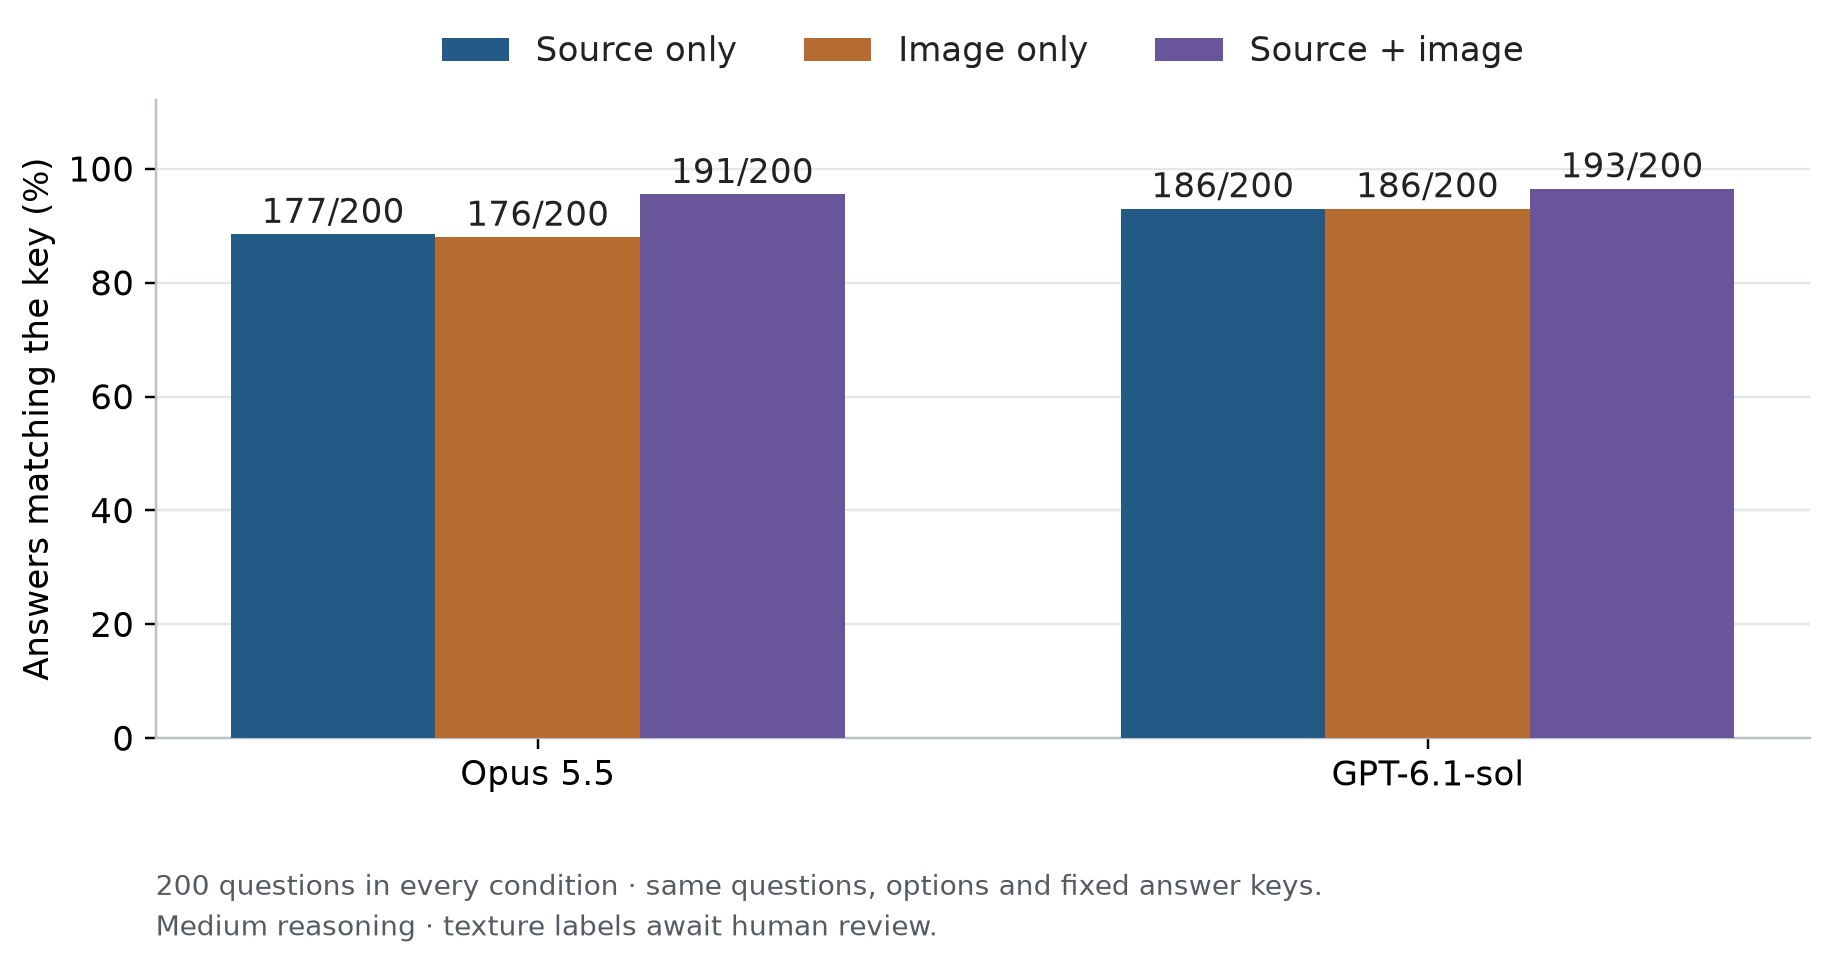 Source only Image only Source + image
Answers matching the key (%)
100
80
60
40
20
0
177/200 176/200 191/200 186/200 186/200 193/200
Opus 5.5 GPT-6.1-sol
200 questions in every condition · same questions, options and fixed answer keys.
Medium reasoning · texture labels await human review.